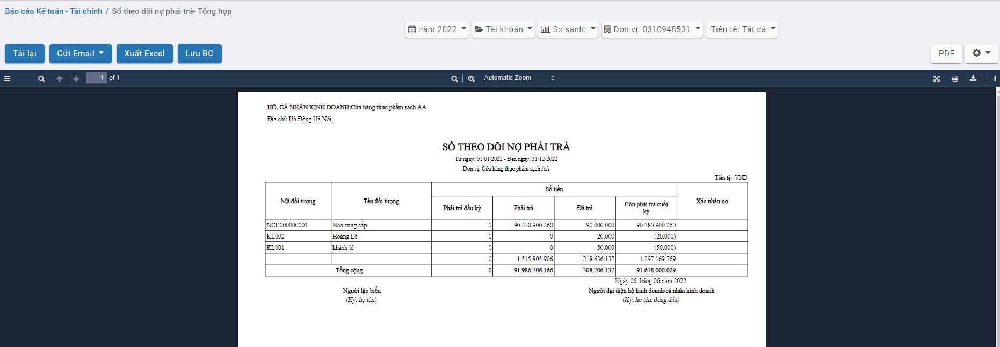 Báo cáo Kế toán - Tài chính / Sổ theo dõi nợ phải trả- Tổng hợp
năm 2022 Tài khoản So sánh: Đơn vị: 0310948531 Tiền tệ: Tất cả
Tải lại Gửi Email Xuất Excel Lưu BC PDF
1 of 1 Automatic Zoom
HỘ, CÁ NHÂN KINH DOANH:Cửa hàng thực phẩm sạch AA
Địa chỉ: Hà Đông Hà Nội,
SỔ THEO DÕI NỢ PHẢI TRẢ
Từ ngày: 01/01/2022 - Đến ngày: 31/12/2022
Đơn vị: Cửa hàng thực phẩm sạch AA
Tiền tệ : VND
Mã đối tượng Tên đối tượng Số tiền Xác nhận nợ
Phải trả đầu kỳ Phải trả Đã trả Còn phải trả cuối kỳ
NCC000000001 Nhà cung cấp 0 90.470.900.260 90.000.000 90.380.900.260
KL002 Hoàng Lê 0 0 20.000 (20.000)
KL001 khách lẻ 0 0 50.000 (50.000)
0 1.515.805.906 218.636.137 1.297.169.769
Tổng cộng 0 91.986.706.166 308.706.137 91.678.000.029
Ngày 06 tháng 06 năm 2022
Người lập biểu Người đại diện hộ kinh doanh/cá nhân kinh doanh
(Ký, họ tên) (Ký, họ tên, đóng dấu)